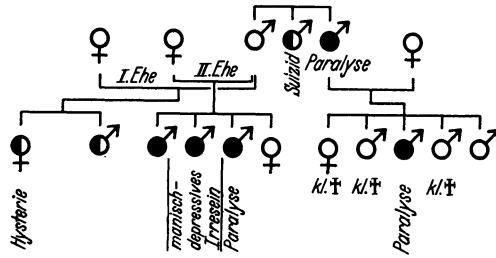 Suizid
Paralyse
I. Ehe
II. Ehe
Hysterie
manisch-
depressives
Irresein
Paralyse
kl. ✝
kl. ✝
Paralyse
kl. ✝